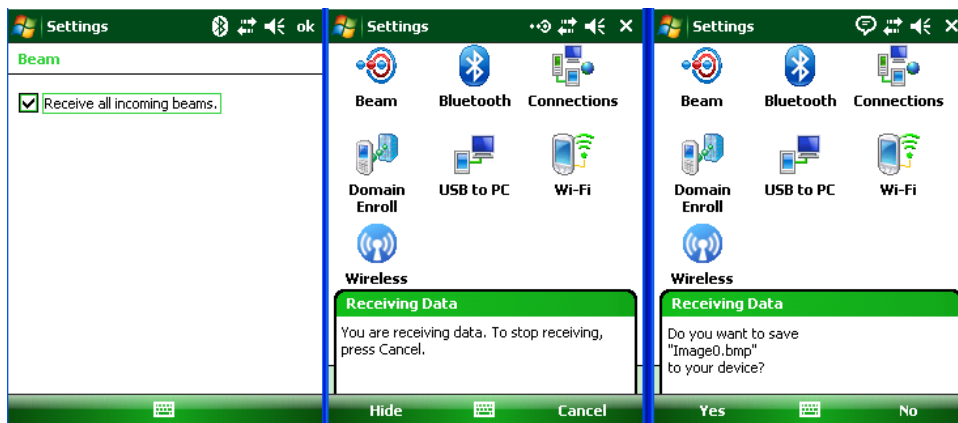 Settings ok
Beam
Receive all incoming beams.
Settings
Beam Bluetooth Connections
Domain Enroll USB to PC Wi-Fi
Wireless
Receiving Data
You are receiving data. To stop receiving,
press Cancel.
Hide Cancel
Settings
Beam Bluetooth Connections
Domain Enroll USB to PC Wi-Fi
Wireless
Receiving Data
Do you want to save
"Image0.bmp"
to your device?
Yes No